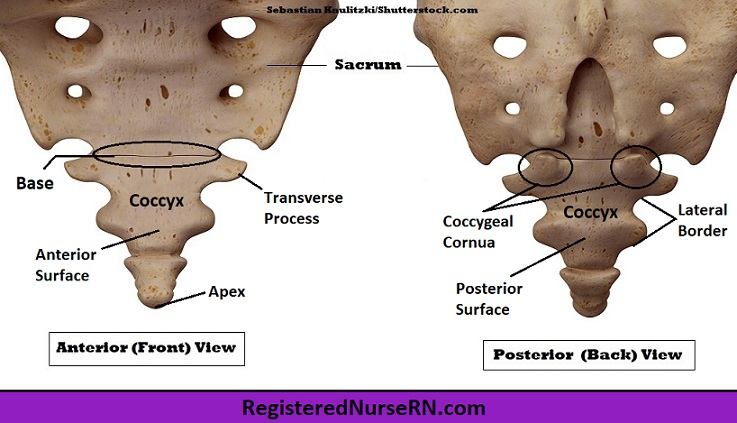 Sebastian Kaulitzki/Shutterstock.com
Sacrum
Base
Coccyx
Transverse
Process
Anterior
Surface
Apex
Anterior (Front) View
Coccygeal
Cornua
Coccyx
Lateral
Border
Posterior
Surface
Posterior (Back) View
RegisteredNurseRN.com